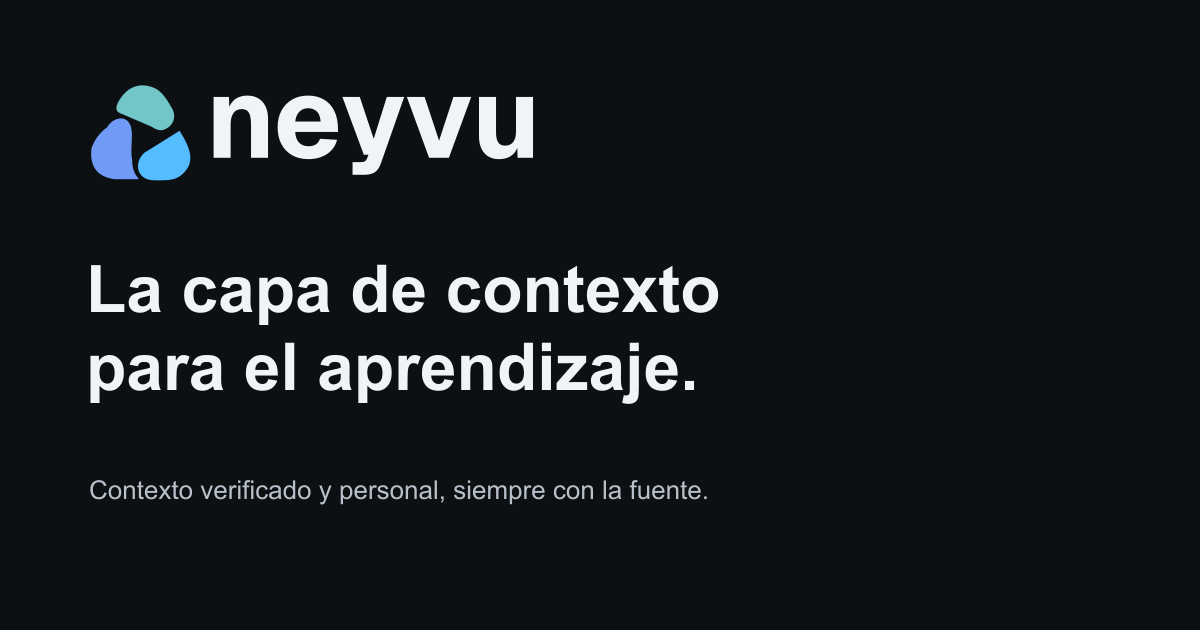 neyvu
La capa de contexto
para el aprendizaje.
Contexto verificado y personal, siempre con la fuente.